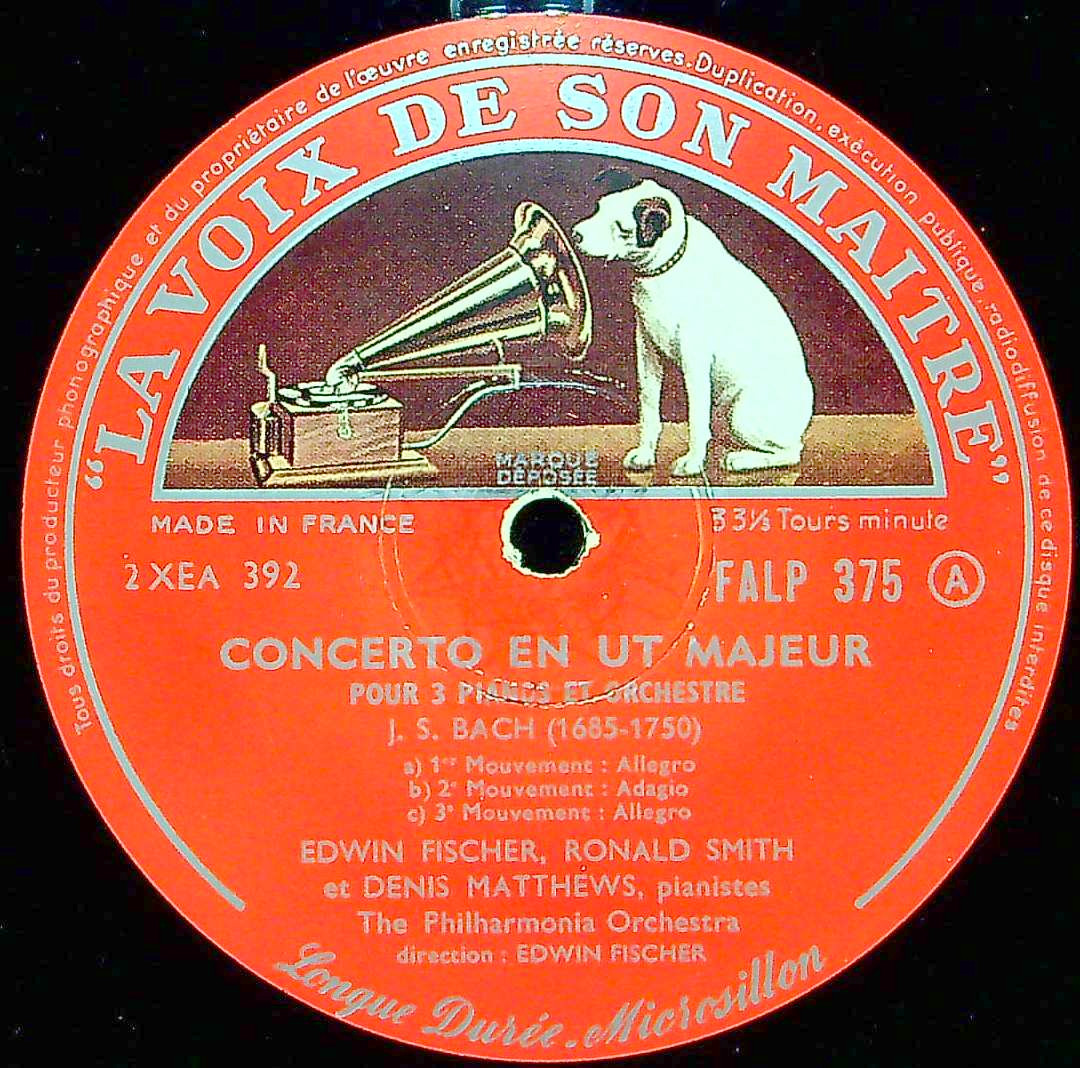 Tous droits du producteur phonographique et du propriétaire de l'œuvre enregistrée réservés. Duplication, exécution publique, radiodiffusion de ce disque interdites
"LA VOIX DE SON MAITRE"
MARQUE
DÉPOSÉE
MADE IN FRANCE
33⅓ Tours minute
2 XEA 392
FALP 375 A
CONCERTO EN UT MAJEUR
POUR 3 PIANOS ET ORCHESTRE
J. S. BACH (1685-1750)
a) 1er Mouvement : Allegro
b) 2e Mouvement : Adagio
c) 3e Mouvement : Allegro
EDWIN FISCHER, RONALD SMITH
et DENIS MATTHEWS, pianistes
The Philharmonia Orchestra
direction : EDWIN FISCHER
Longue Durée - Microsillon